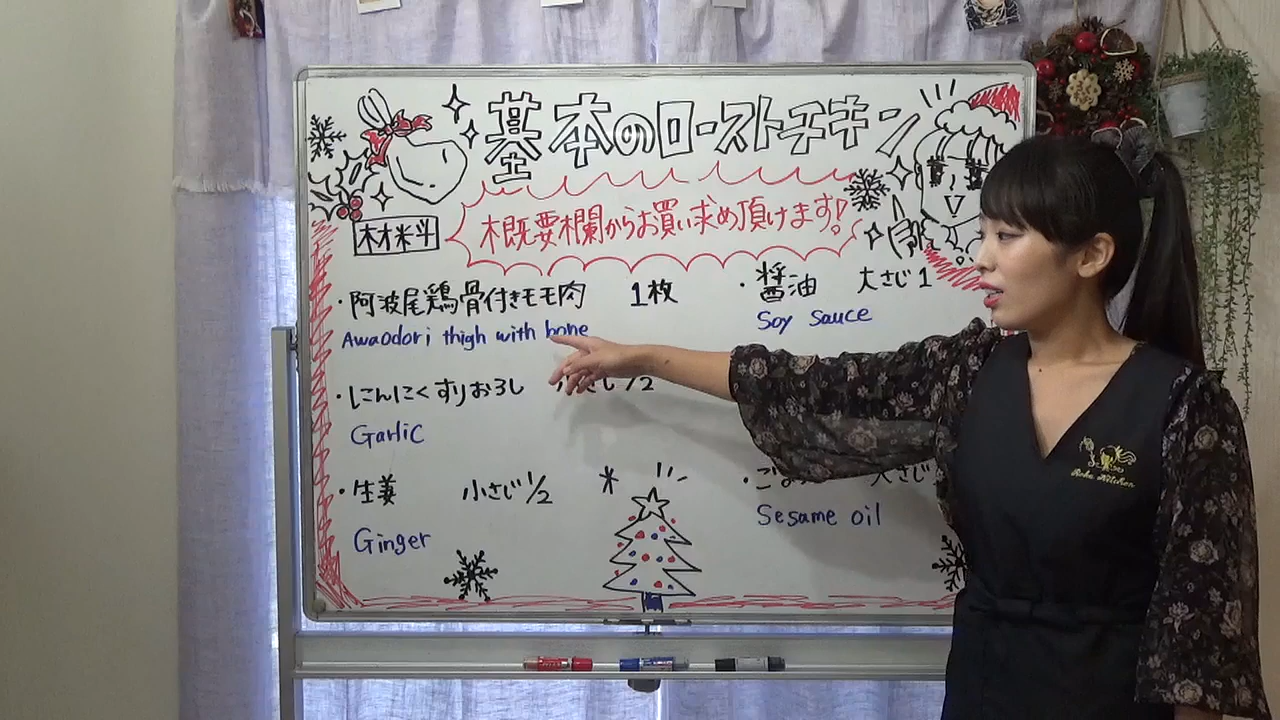 基本のローストチキン
材料
概要欄からお買い求め頂けます!
・阿波尾鶏骨付きモモ肉 1枚
Awaodori thigh with bone
・にんにくすりおろし 小さじ1/2
Garlic
・生姜 小さじ1/2
Ginger
・醤油 大さじ1
Soy Sauce
・ごま 大さじ
Sesame oil
Kitchen